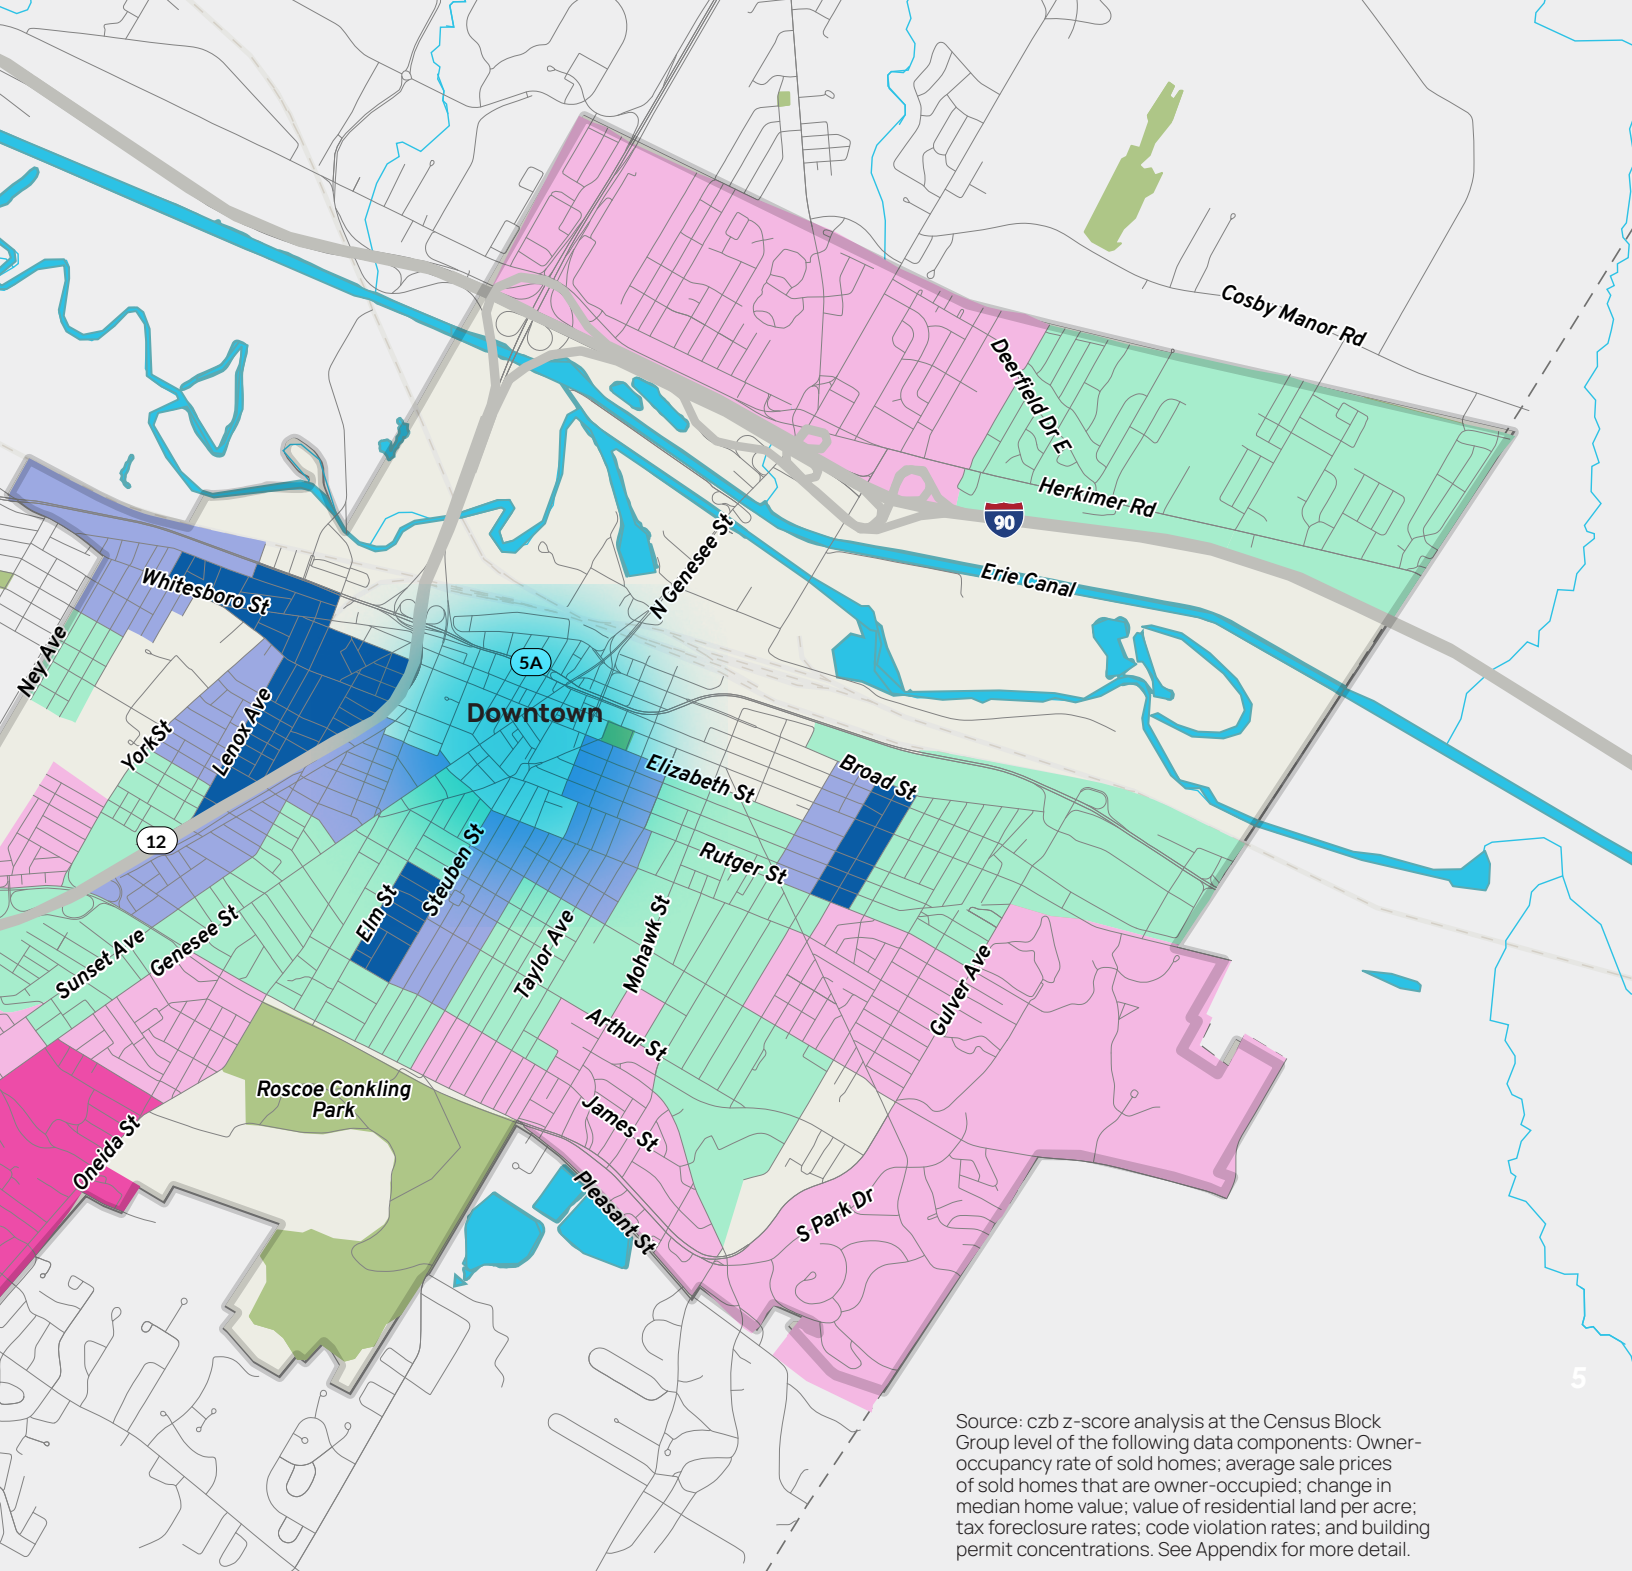 Cosby Manor Rd
Deerfield Dr E
Herkimer Rd
90
N Genesee St
Erie Canal
Whitesboro St
Ney Ave
5A
Downtown
Lenox Ave
York St
Elizabeth St
Broad St
12
Rutger St
Steuben St
Elm St
Mohawk St
Taylor Ave
Genesee St
Sunset Ave
Gulver Ave
Arthur St
Roscoe Conkling
Park
James St
Oneida St
Pleasant St
S Park Dr
5
Source: czb z-score analysis at the Census Block
Group level of the following data components: Owner-
occupancy rate of sold homes; average sale prices
of sold homes that are owner-occupied; change in
median home value; value of residential land per acre;
tax foreclosure rates; code violation rates; and building
permit concentrations. See Appendix for more detail.